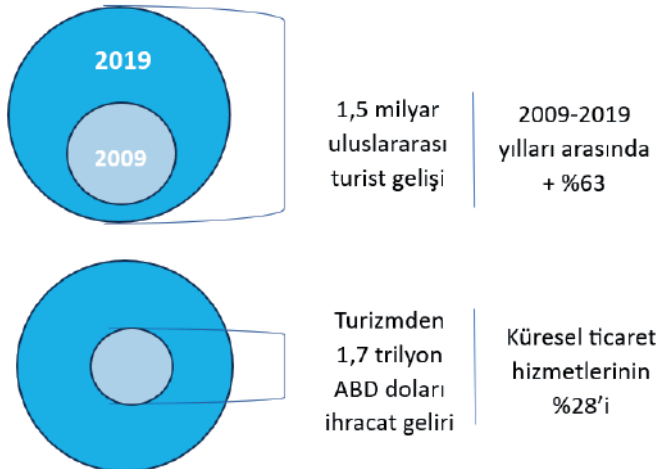 2019
2009
1,5 milyar
uluslararası
turist gelişi
2009-2019
yılları arasında
+ %63
Turizmden
1,7 trilyon
ABD doları
ihracat geliri
Küresel ticaret
hizmetlerinin
%28’i